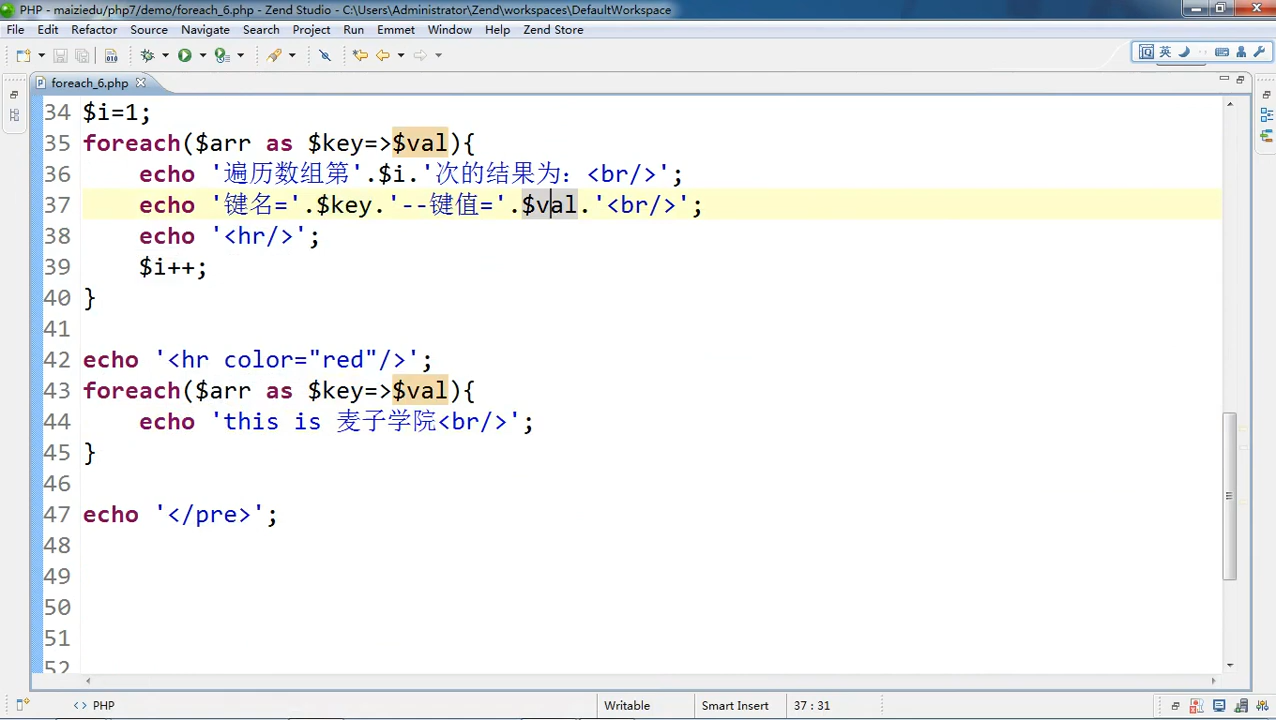 PHP - maiziedu/php7/demo/foreach_6.php - Zend Studio - C:\Users\Administrator\Zend\workspaces\DefaultWorkspace
File Edit Refactor Source Navigate Search Project Run Emmet Window Help Zend Store
英
foreach_6.php
34 $i=1;
35 foreach($arr as $key=>$val){
36     echo '遍历数组第'.$i.'次的结果为：<br/>';
37     echo '键名='.$key.'--键值='.$val.'<br/>';
38     echo '<hr/>';
39     $i++;
40 }
41
42 echo '<hr color="red"/>';
43 foreach($arr as $key=>$val){
44     echo 'this is 麦子学院<br/>';
45 }
46
47 echo '</pre>';
48
49
50
51
52
<> PHP Writable Smart Insert 37 : 31